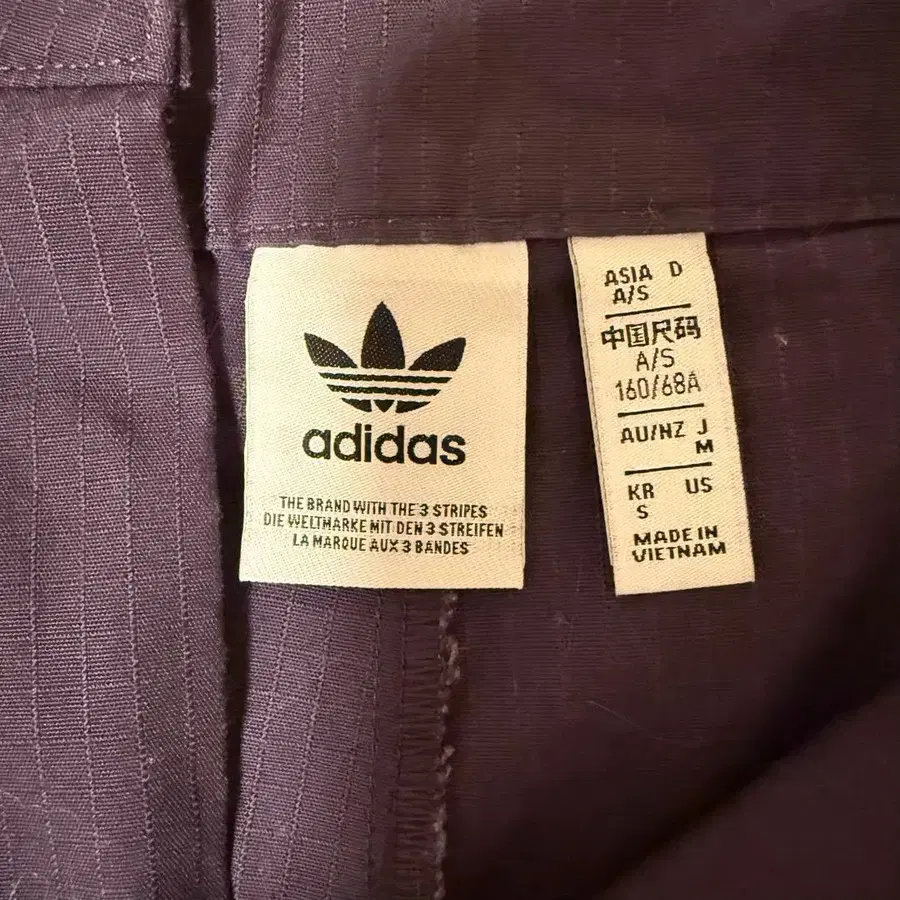 adidas
THE BRAND WITH THE 3 STRIPES
DIE WELTMARKE MIT DEN 3 STREIFEN
LA MARQUE AUX 3 BANDES
ASIA D
A/S
中国尺码
A/S
160/68A
AU/NZ J
M
KR US
S
MADE IN
VIETNAM